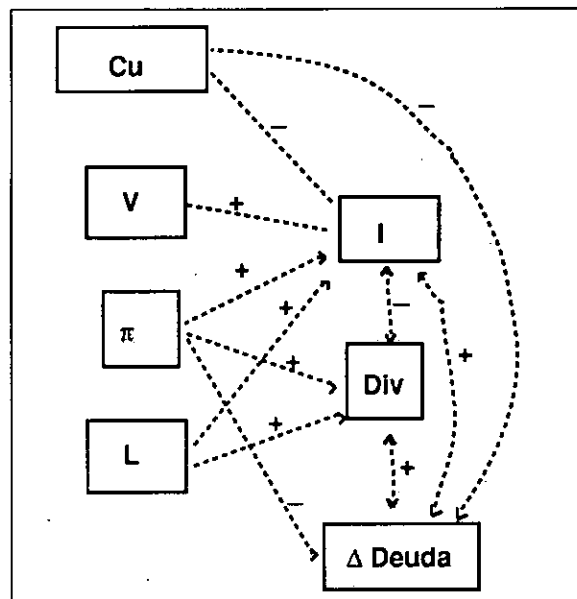 Cu
−
−
V
+
I
+
+
−
π
+
+
Div
+
L
+
−
Δ Deuda